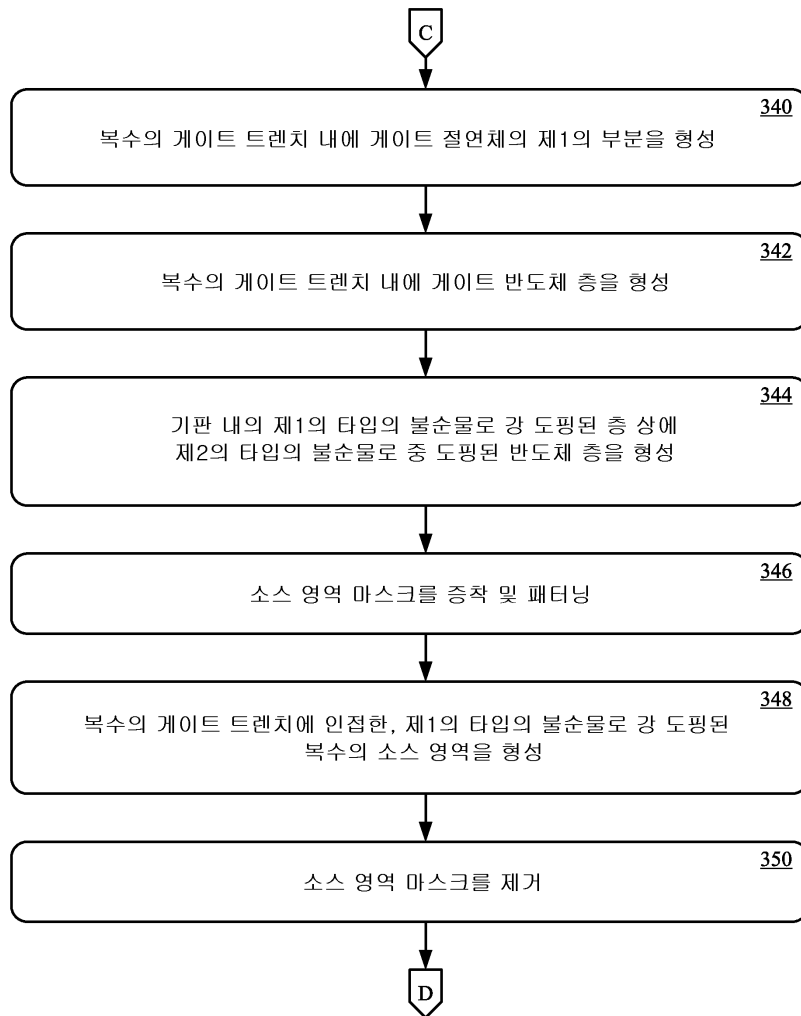 C
340
복수의 게이트 트렌치 내에 게이트 절연체의 제1의 부분을 형성
342
복수의 게이트 트렌치 내에 게이트 반도체 층을 형성
344
기판 내의 제1의 타입의 불순물로 강 도핑된 층 상에
제2의 타입의 불순물로 중 도핑된 반도체 층을 형성
346
소스 영역 마스크를 증착 및 패터닝
348
복수의 게이트 트렌치에 인접한, 제1의 타입의 불순물로 강 도핑된
복수의 소스 영역을 형성
350
소스 영역 마스크를 제거
D